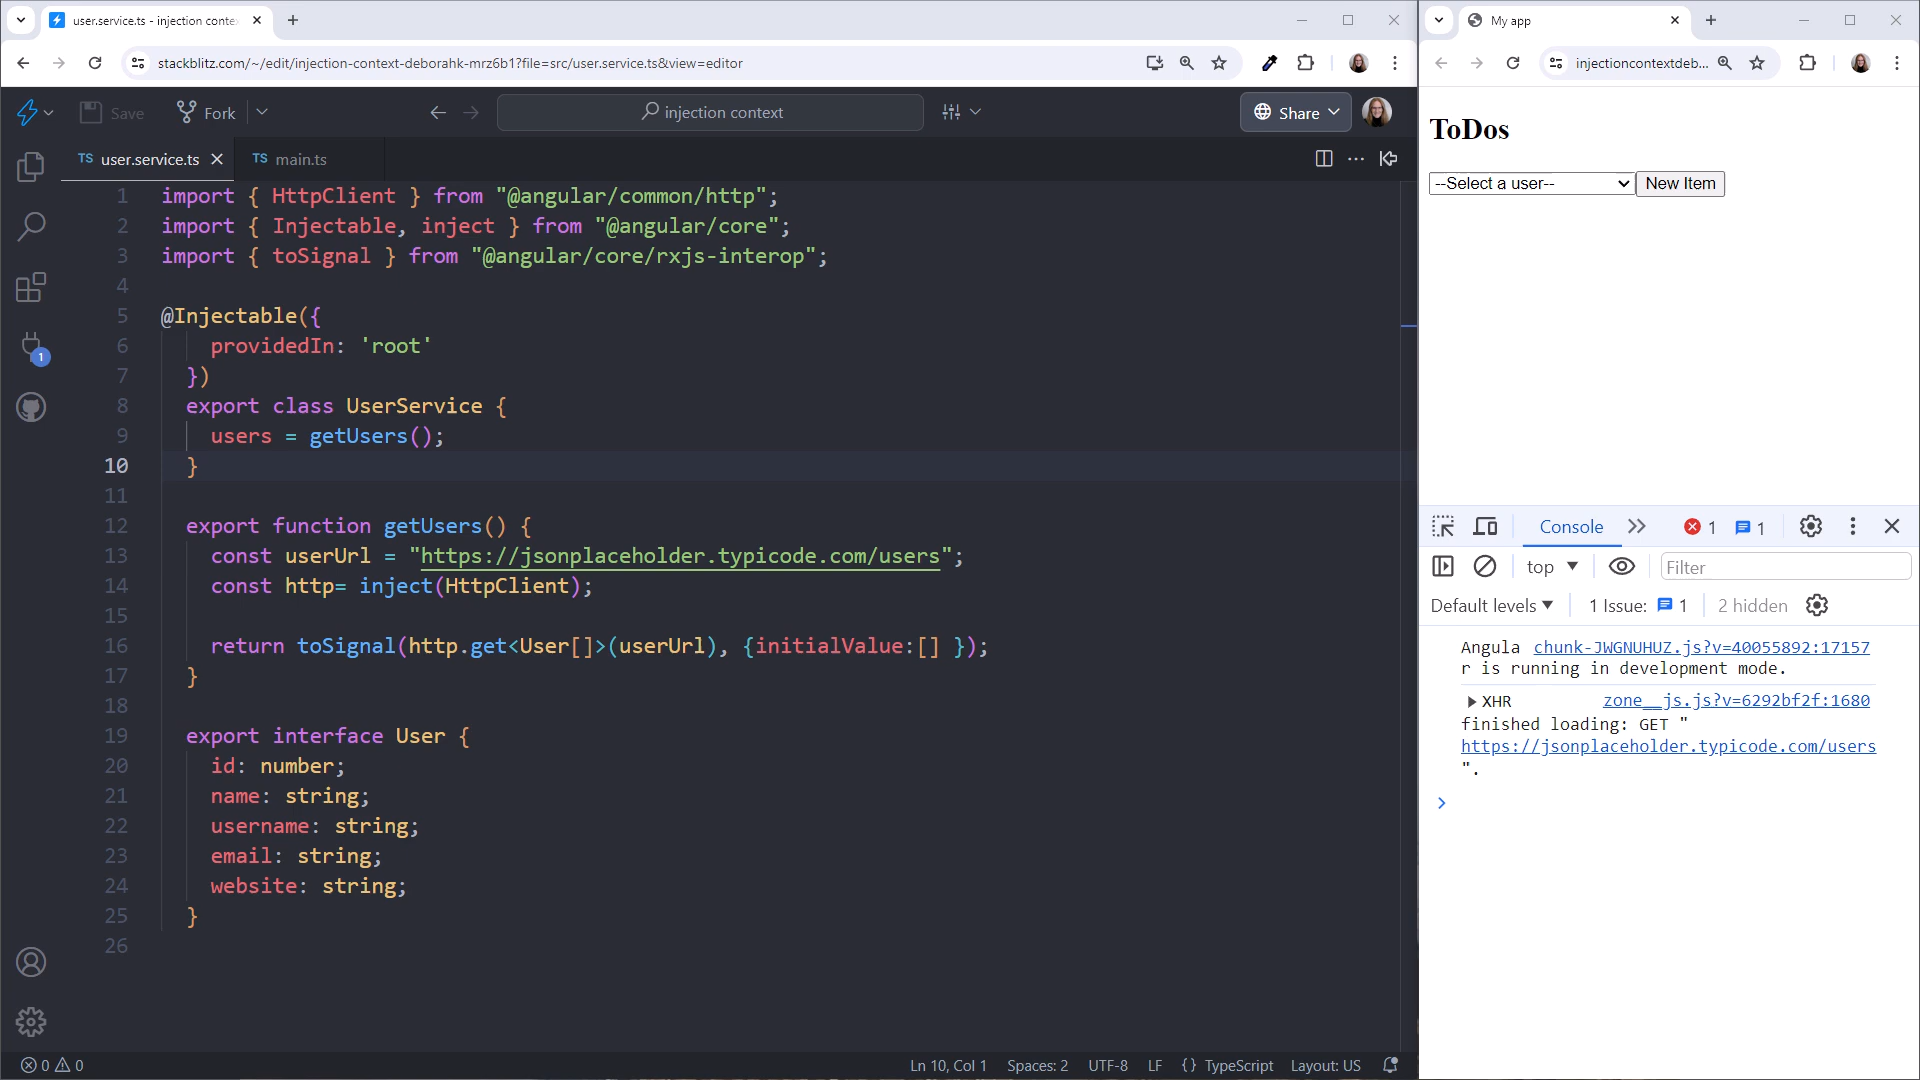 user.service.ts - injection conte
stackblitz.com/~/edit/injection-context-deborahk-mrz6b1?file=src/user.service.ts&view=editor
Save
Fork
injection context
Share
TS user.service.ts
TS main.ts
1 import { HttpClient } from "@angular/common/http";
2 import { Injectable, inject } from "@angular/core";
3 import { toSignal } from "@angular/core/rxjs-interop";
4
5 @Injectable({
6 providedIn: 'root'
7 })
8 export class UserService {
9 users = getUsers();
10 }
11
12 export function getUsers() {
13 const userUrl = "https://jsonplaceholder.typicode.com/users";
14 const http= inject(HttpClient);
15
16 return toSignal(http.get<User[]>(userUrl), {initialValue:[] });
17 }
18
19 export interface User {
20 id: number;
21 name: string;
22 username: string;
23 email: string;
24 website: string;
25 }
26
1
0 0
Ln 10, Col 1 Spaces: 2 UTF-8 LF {} TypeScript Layout: US
My app
injectioncontextdeb...
ToDos
--Select a user--
New Item
Console
1
1
top
Filter
Default levels
1 Issue: 1
2 hidden
Angula chunk-JWGNUHUZ.js?v=40055892:17157
r is running in development mode.
XHR zone__js.js?v=6292bf2f:1680
finished loading: GET "
https://jsonplaceholder.typicode.com/users
".